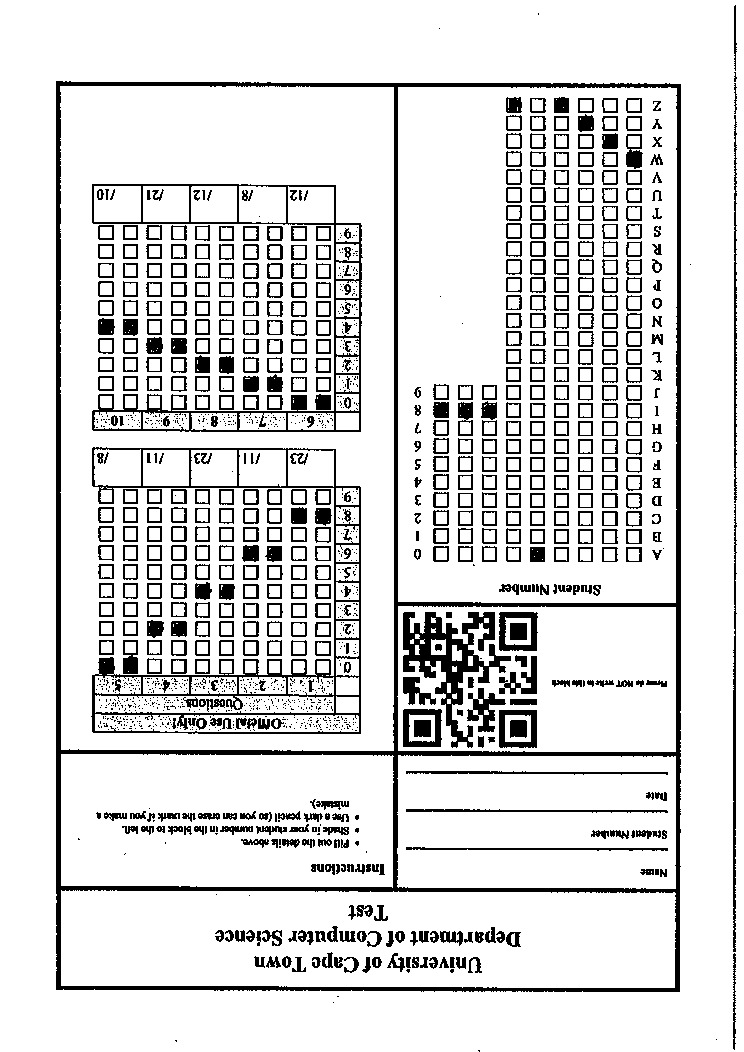 University of Cape Town
Department of Computer Science
Test
Name
Student Number
Date
Instructions
• Fill out the details above.
• Shade in your student number in the block to the left.
• Use a dark pencil (so you can erase the mark if you make a
mistake).
Please do NOT write in this block
Student Number
A 0
B 1
C 2
D 3
E 4
F 5
G 6
H 7
I 8
J 9
K
L
M
N
O
P
Q
R
S
T
U
V
W
X
Y
Z
Official Use Only!
Questions
1 2 3 4 5
0
1
2
3
4
5
6
7
8
9
/23 /11 /23 /11 /8
6 7 8 9 10
0
1
2
3
4
5
6
7
8
9
/12 /8 /12 /21 /10